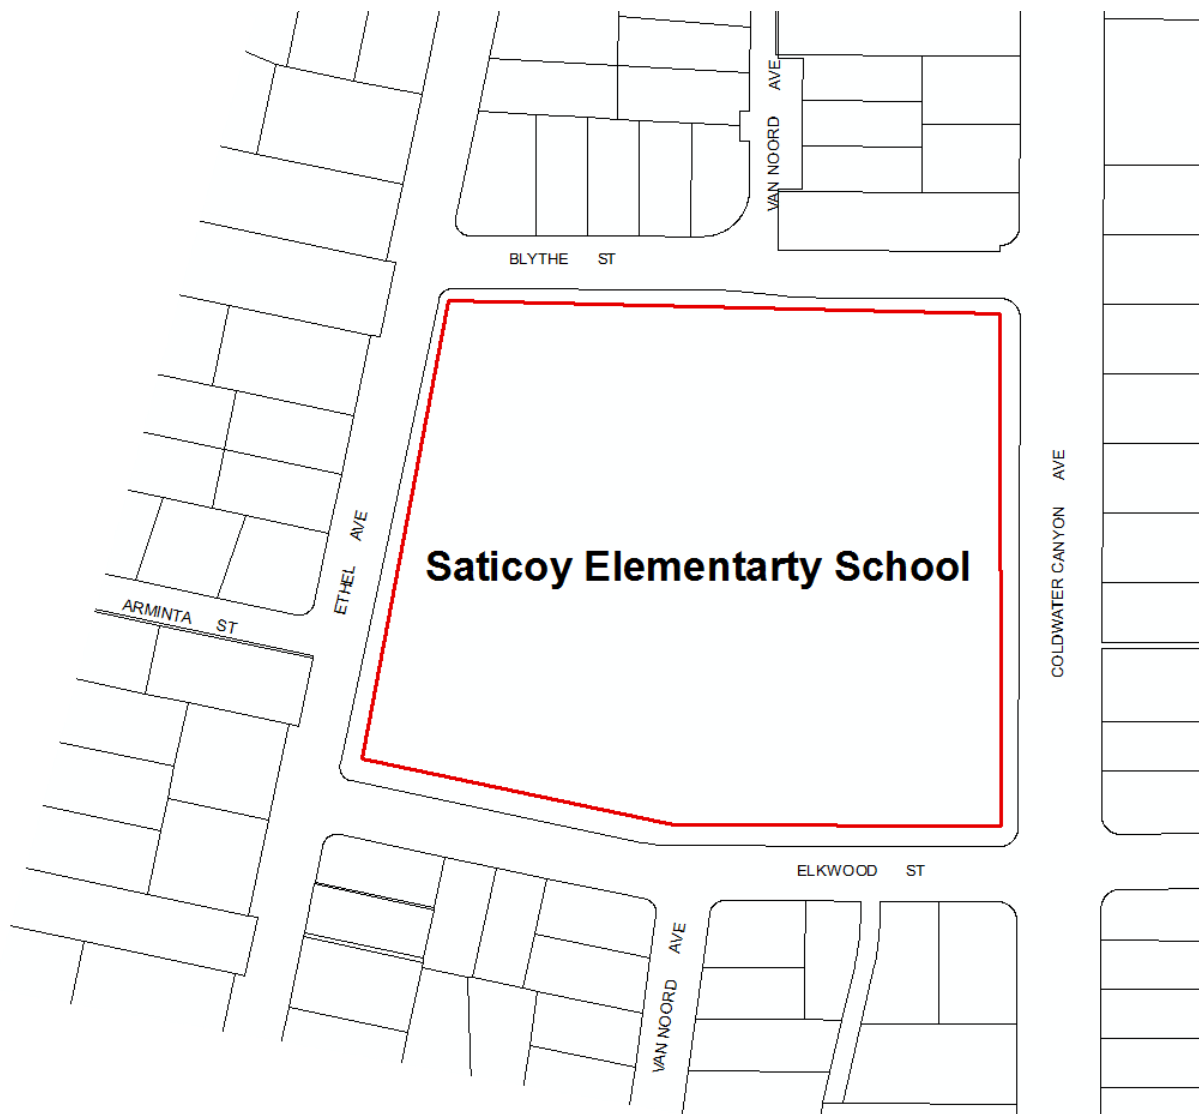 VAN NOORD AVE
BLYTHE ST
Saticoy Elementarty School
ETHEL AVE
COLDWATER CANYON AVE
ARMINTA ST
ELKWOOD ST
VAN NOORD AVE